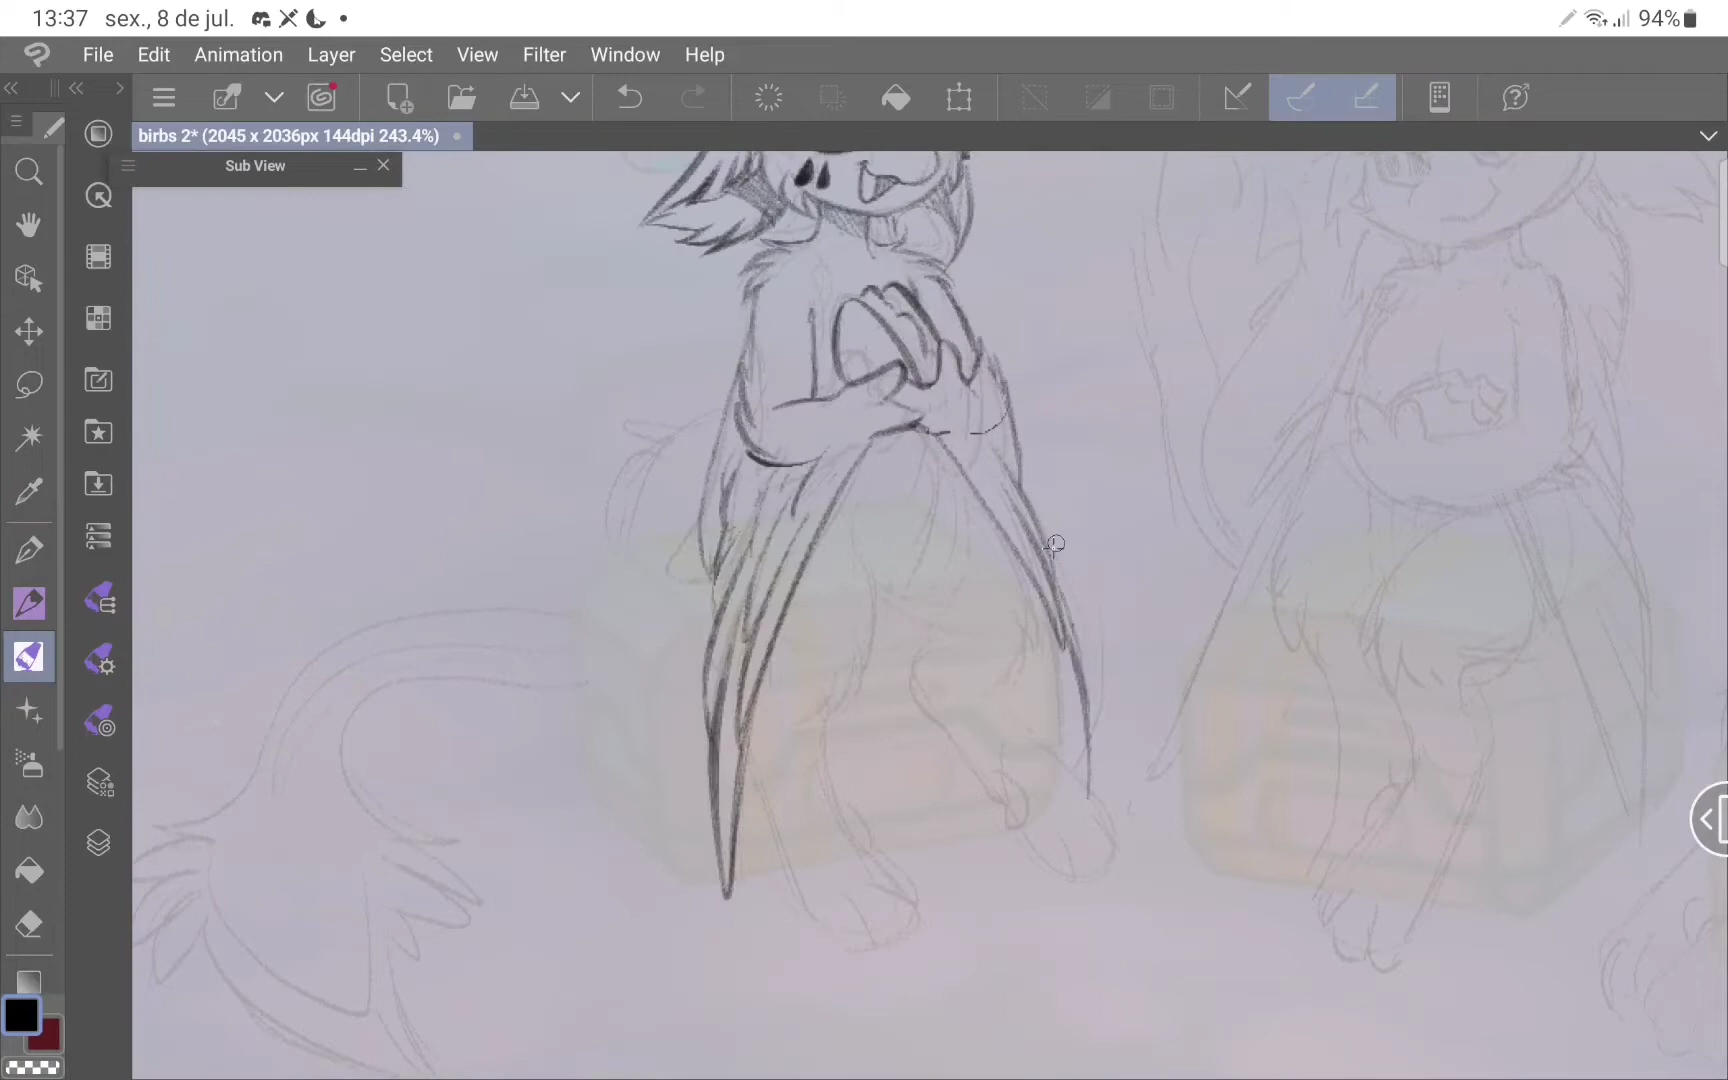 13:37 sex., 8 de jul. 94%
File Edit Animation Layer Select View Filter Window Help
birbs 2* (2045 x 2036px 144dpi 243.4%)
Sub View